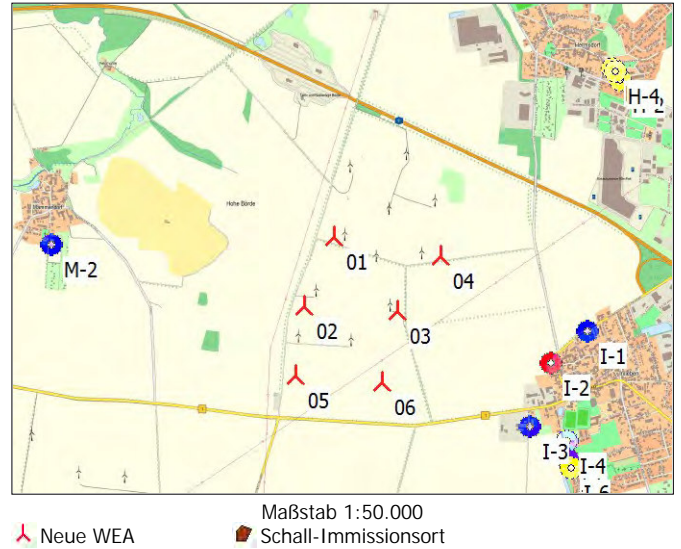 H-4
Hohe Börde
M-2
01
04
02
03
I-1
05
06
I-2
I-3
I-4
Maßstab 1:50.000
Neue WEA
Schall-Immissionsort